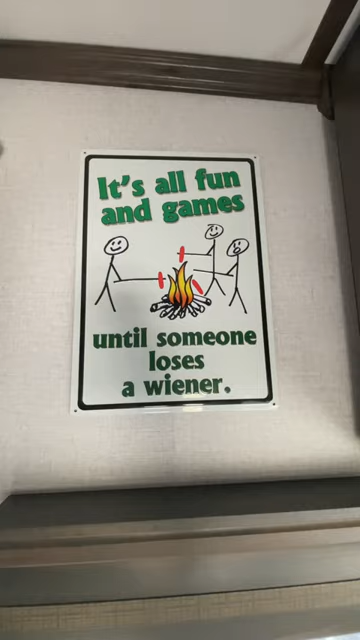 It's all fun
and games
until someone
loses
a wiener.